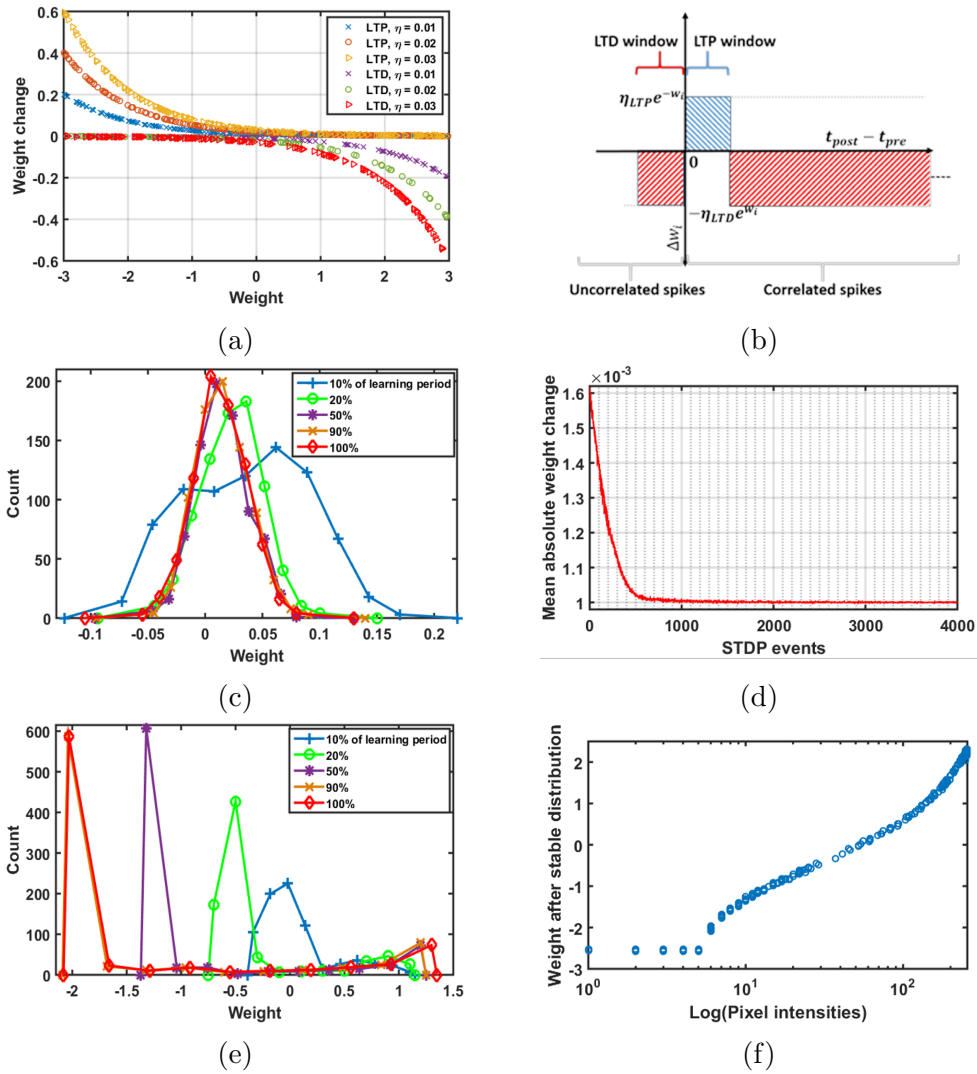 0.6
0.4
0.2
0
-0.2
-0.4
-0.6
Weight change
-3
-2
-1
0
1
2
3
Weight
LTP, η = 0.01
LTP, η = 0.02
LTP, η = 0.03
LTD, η = 0.01
LTD, η = 0.02
LTD, η = 0.03
(a)
LTD window
LTP window
η_LTP e^{-w_i}
t_post − t_pre
0
−η_LTD e^{w_i}
Δw_i
Uncorrelated spikes
Correlated spikes
(b)
200
150
100
50
0
Count
-0.1
-0.05
0
0.05
0.1
0.15
0.2
Weight
10% of learning period
20%
50%
90%
100%
(c)
×10⁻³
1.6
1.5
1.4
1.3
1.2
1.1
1
Mean absolute weight change
0
1000
2000
3000
4000
STDP events
(d)
600
500
400
300
200
100
0
Count
-2
-1.5
-1
-0.5
0
0.5
1
1.5
Weight
10% of learning period
20%
50%
90%
100%
(e)
2
1
0
-1
-2
-3
Weight after stable distribution
10⁰
10¹
10²
Log(Pixel intensities)
(f)